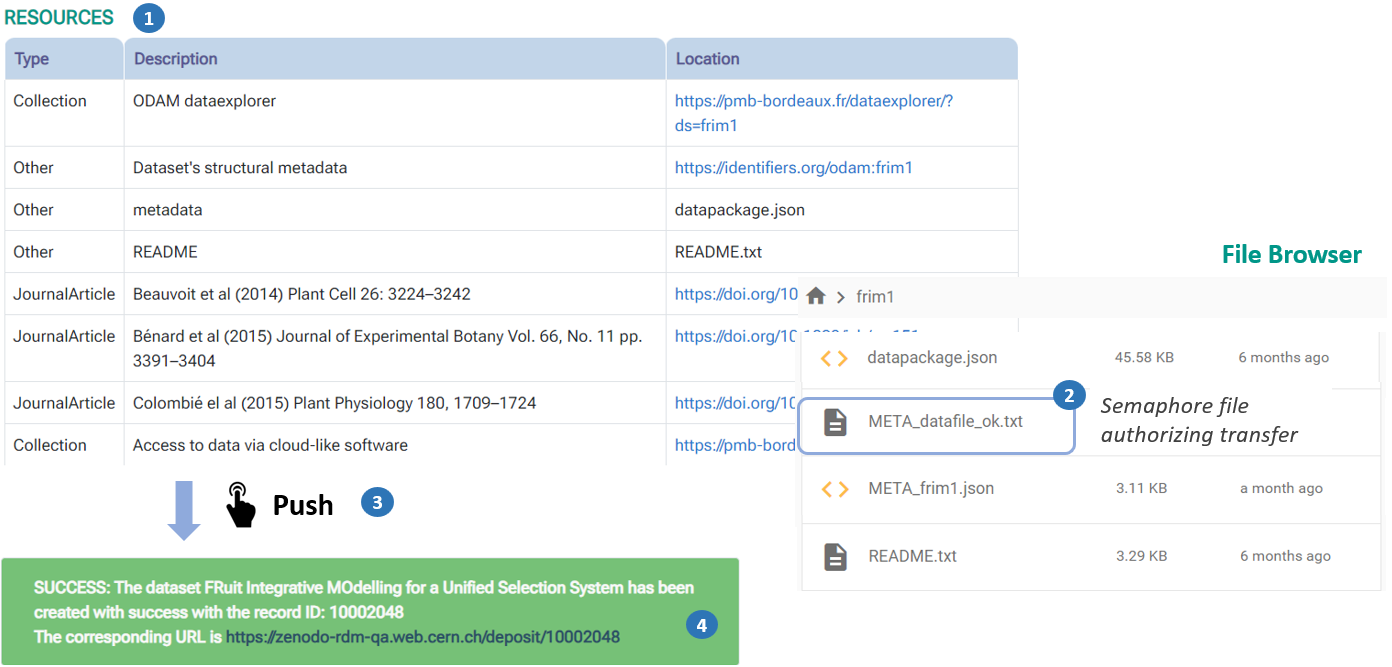 RESOURCES 1
Type Description Location
Collection ODAM dataexplorer https://pmb-bordeaux.fr/dataexplorer/?
ds=frim1
Other Dataset's structural metadata https://identifiers.org/odam:frim1
Other metadata datapackage.json
Other README README.txt
JournalArticle Beauvoit et al (2014) Plant Cell 26: 3224–3242 https://doi.org/10
JournalArticle Bénard et al (2015) Journal of Experimental Botany Vol. 66, No. 11 pp. https://doi.org/10
3391–3404
JournalArticle Colombié el al (2015) Plant Physiology 180, 1709–1724 https://doi.org/10
Collection Access to data via cloud-like software https://pmb-bord
File Browser
frim1
datapackage.json 45.58 KB 6 months ago
2
META_datafile_ok.txt
Semaphore file
authorizing transfer
META_frim1.json 3.11 KB a month ago
README.txt 3.29 KB 6 months ago
Push 3
SUCCESS: The dataset FRuit Integrative MOdelling for a Unified Selection System has been
created with success with the record ID: 10002048
The corresponding URL is https://zenodo-rdm-qa.web.cern.ch/deposit/10002048
4